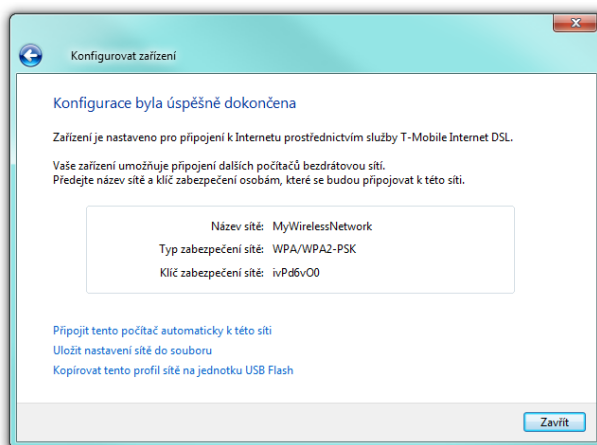 Konfigurovat zařízení
Konfigurace byla úspěšně dokončena
Zařízení je nastaveno pro připojení k Internetu prostřednictvím služby T-Mobile Internet DSL.
Vaše zařízení umožňuje připojení dalších počítačů bezdrátovou sítí.
Předejte název sítě a klíč zabezpečení osobám, které se budou připojovat k této síti.
Název sítě: MyWirelessNetwork
Typ zabezpečení sítě: WPA/WPA2-PSK
Klíč zabezpečení sítě: ivPd6vO0
Připojit tento počítač automaticky k této síti
Uložit nastavení sítě do souboru
Kopírovat tento profil sítě na jednotku USB Flash
Zavřít